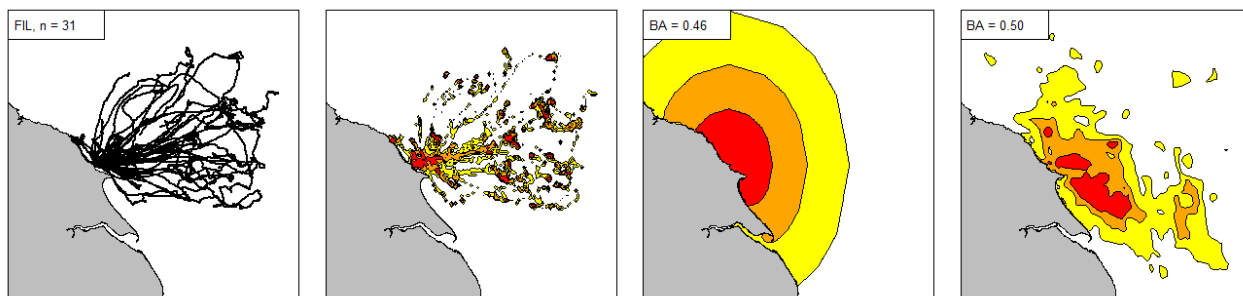 FIL, n = 31
BA = 0.46
BA = 0.50